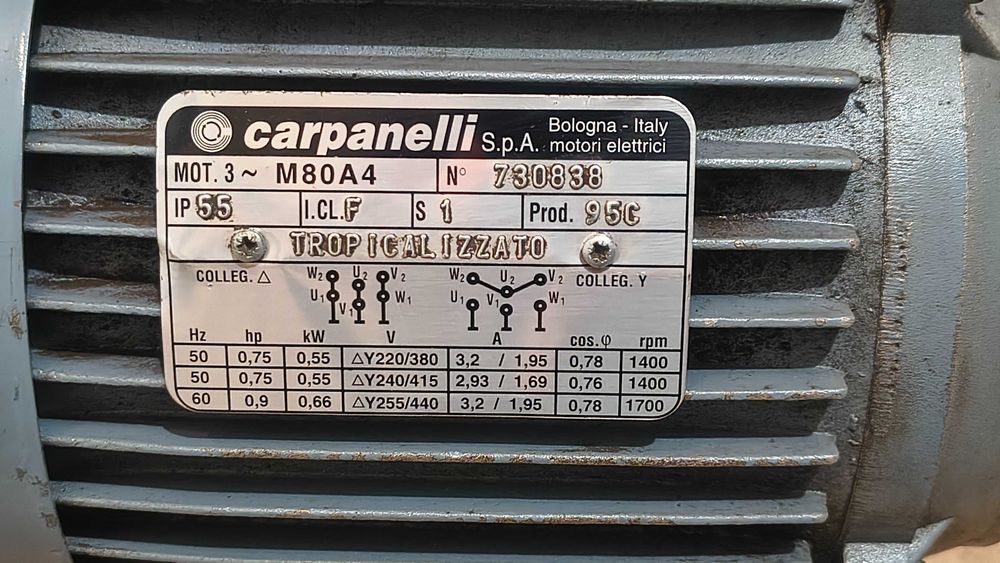 carpanelli S.p.A. Bologna - Italy motori elettrici
MOT. 3~ M80A4 N° 730838
IP 55 I.CL.F S 1 Prod. 95C
TROPICALIZZATO
COLLEG. △ W2 U2 V2 W2 U2 V2 COLLEG. Y
U1 V1 W1 U1 V1 W1
Hz hp kW V A cos.φ rpm
50 0,75 0,55 △Y220/380 3,2 / 1,95 0,78 1400
50 0,75 0,55 △Y240/415 2,93 / 1,69 0,76 1400
60 0,9 0,66 △Y255/440 3,2 / 1,95 0,78 1700